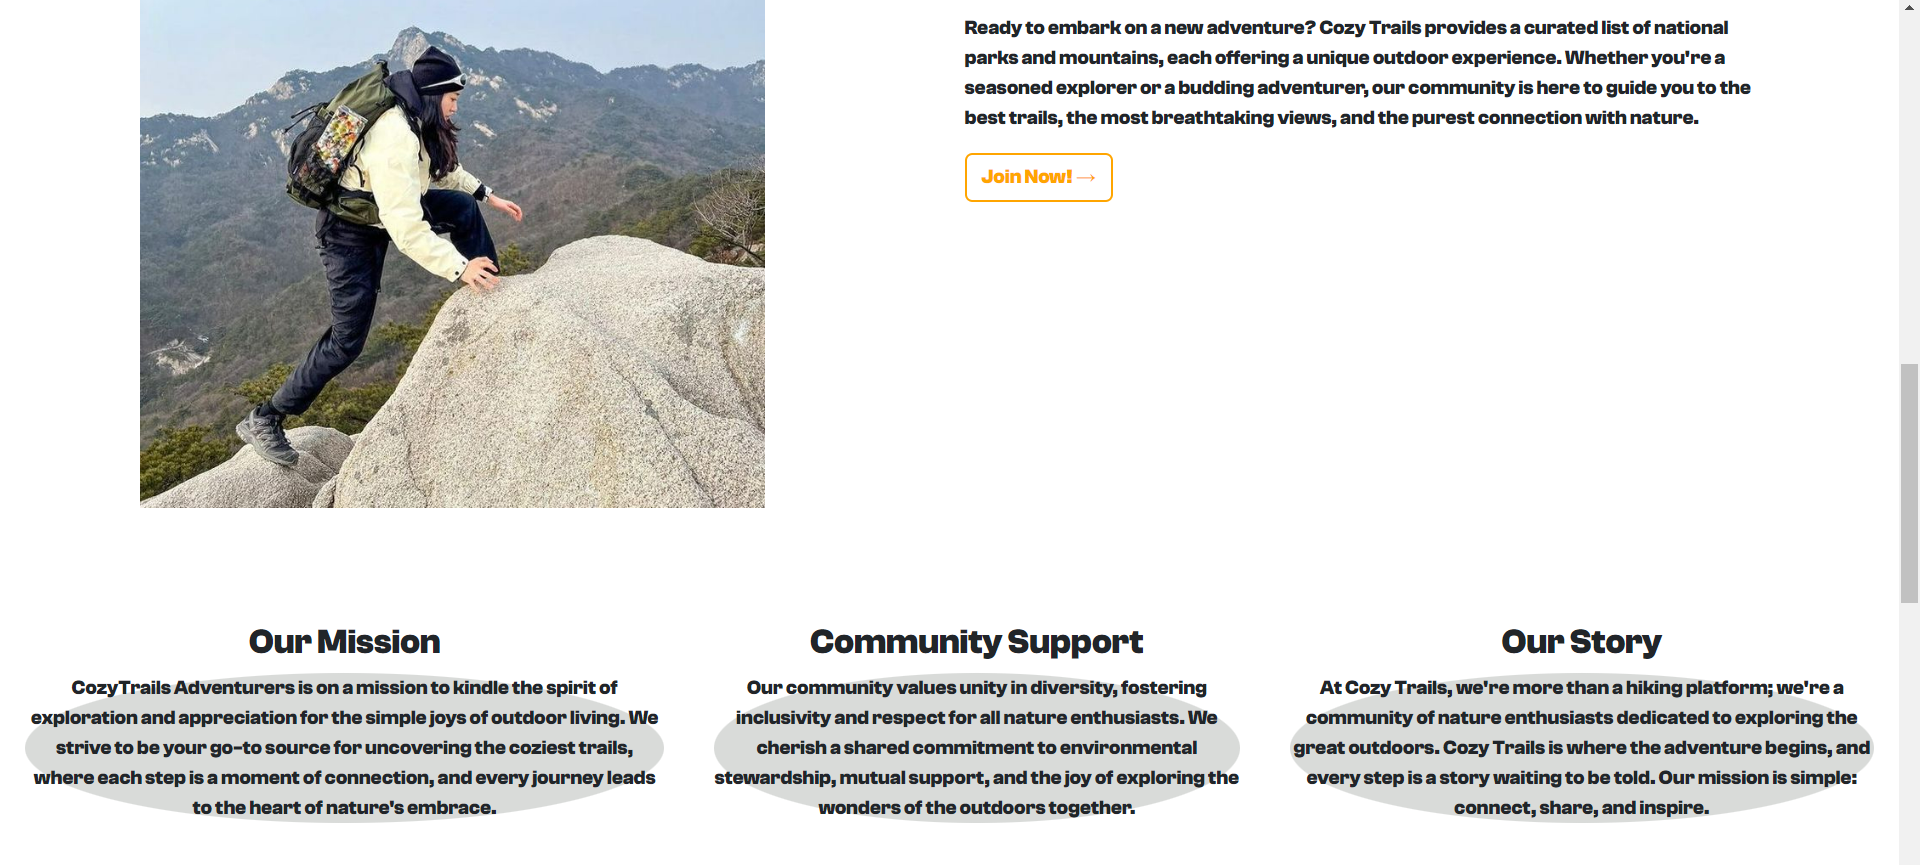 Ready to embark on a new adventure? Cozy Trails provides a curated list of national
parks and mountains, each offering a unique outdoor experience. Whether you're a
seasoned explorer or a budding adventurer, our community is here to guide you to the
best trails, the most breathtaking views, and the purest connection with nature.
Join Now! →
Our Mission
CozyTrails Adventurers is on a mission to kindle the spirit of
exploration and appreciation for the simple joys of outdoor living. We
strive to be your go-to source for uncovering the coziest trails,
where each step is a moment of connection, and every journey leads
to the heart of nature's embrace.
Community Support
Our community values unity in diversity, fostering
inclusivity and respect for all nature enthusiasts. We
cherish a shared commitment to environmental
stewardship, mutual support, and the joy of exploring the
wonders of the outdoors together.
Our Story
At Cozy Trails, we're more than a hiking platform; we're a
community of nature enthusiasts dedicated to exploring the
great outdoors. Cozy Trails is where the adventure begins, and
every step is a story waiting to be told. Our mission is simple:
connect, share, and inspire.